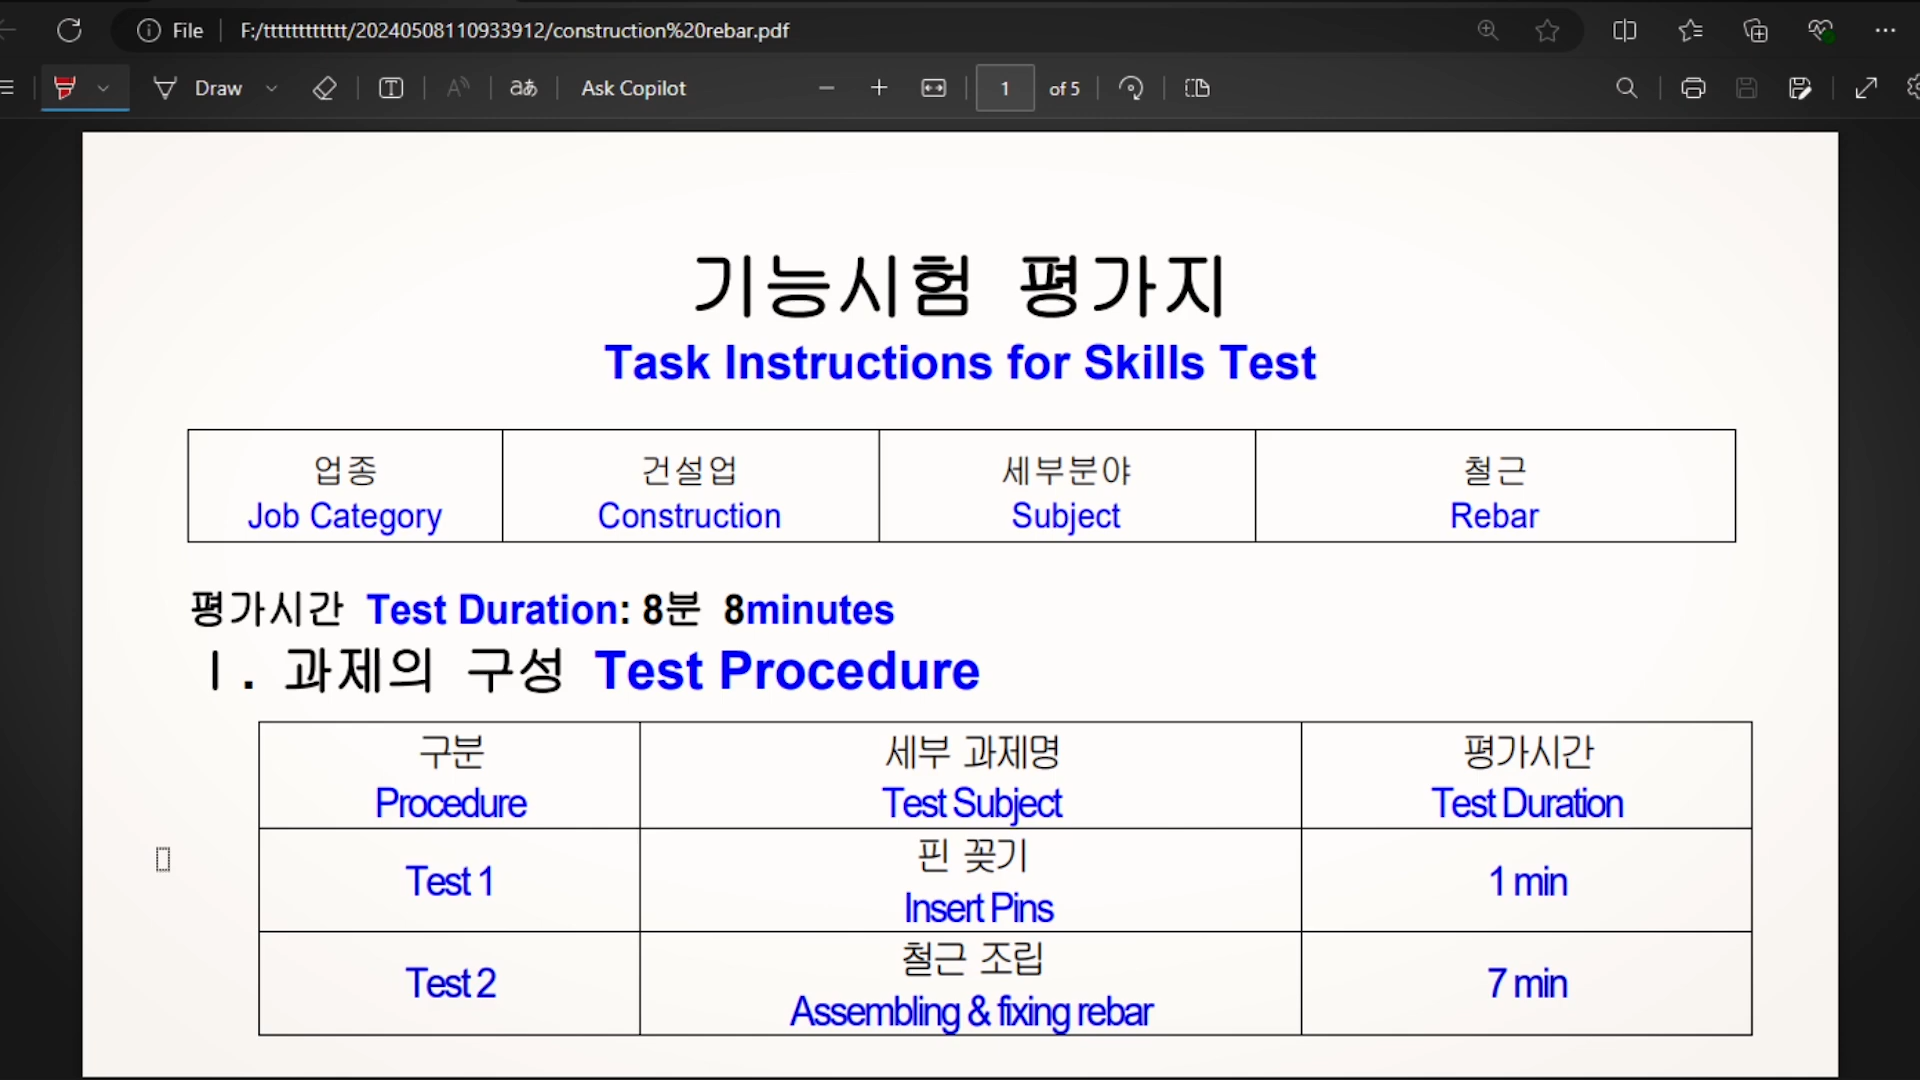 File F:/tttttttttttt/20240508110933912/construction%20rebar.pdf
Draw T aあ Ask Copilot 1 of 5
기능시험 평가지
Task Instructions for Skills Test
업종 건설업 세부분야 철근
Job Category Construction Subject Rebar
평가시간 Test Duration: 8분 8minutes
Ⅰ. 과제의 구성 Test Procedure
구분 세부 과제명 평가시간
Procedure Test Subject Test Duration
핀 꽂기
Test 1 Insert Pins 1 min
철근 조립
Test 2 Assembling & fixing rebar 7 min